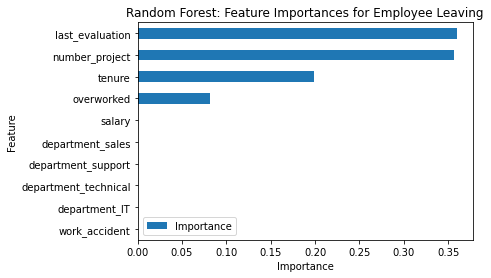 Random Forest: Feature Importances for Employee Leaving
last_evaluation
number_project
tenure
overworked
salary
department_sales
department_support
department_technical
department_IT
work_accident
Feature
Importance
0.00 0.05 0.10 0.15 0.20 0.25 0.30 0.35
Importance